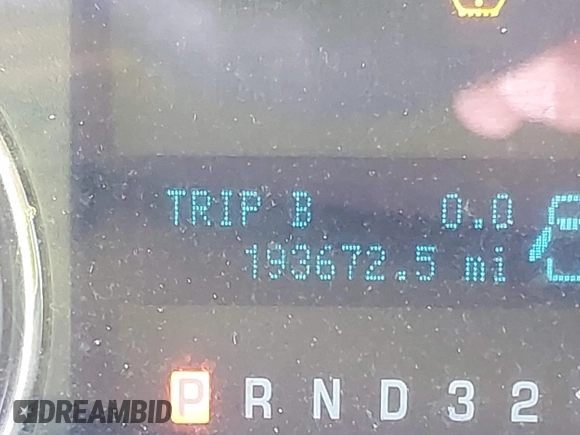 TRIP B 0.0
193672.5 mi
P R N D 3 2
DREAMBID